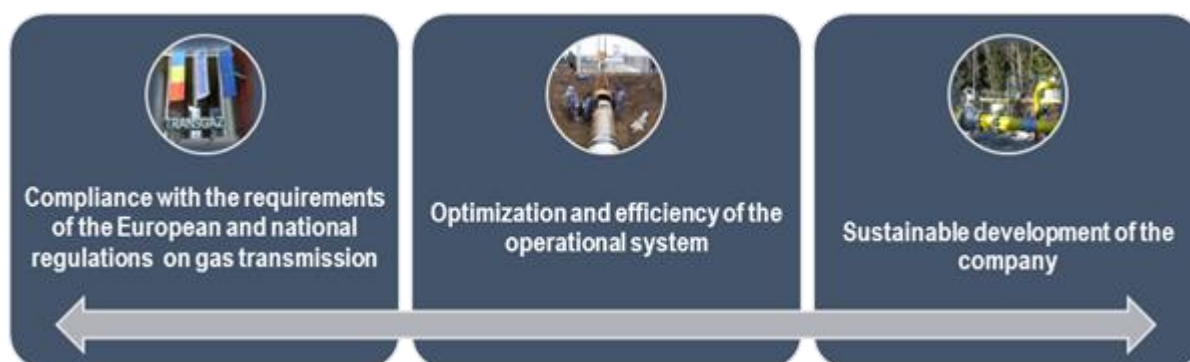 TRANSGAZ
Compliance with the requirements
of the European and national
regulations on gas transmission
Optimization and efficiency of the
operational system
Sustainable development of the
company